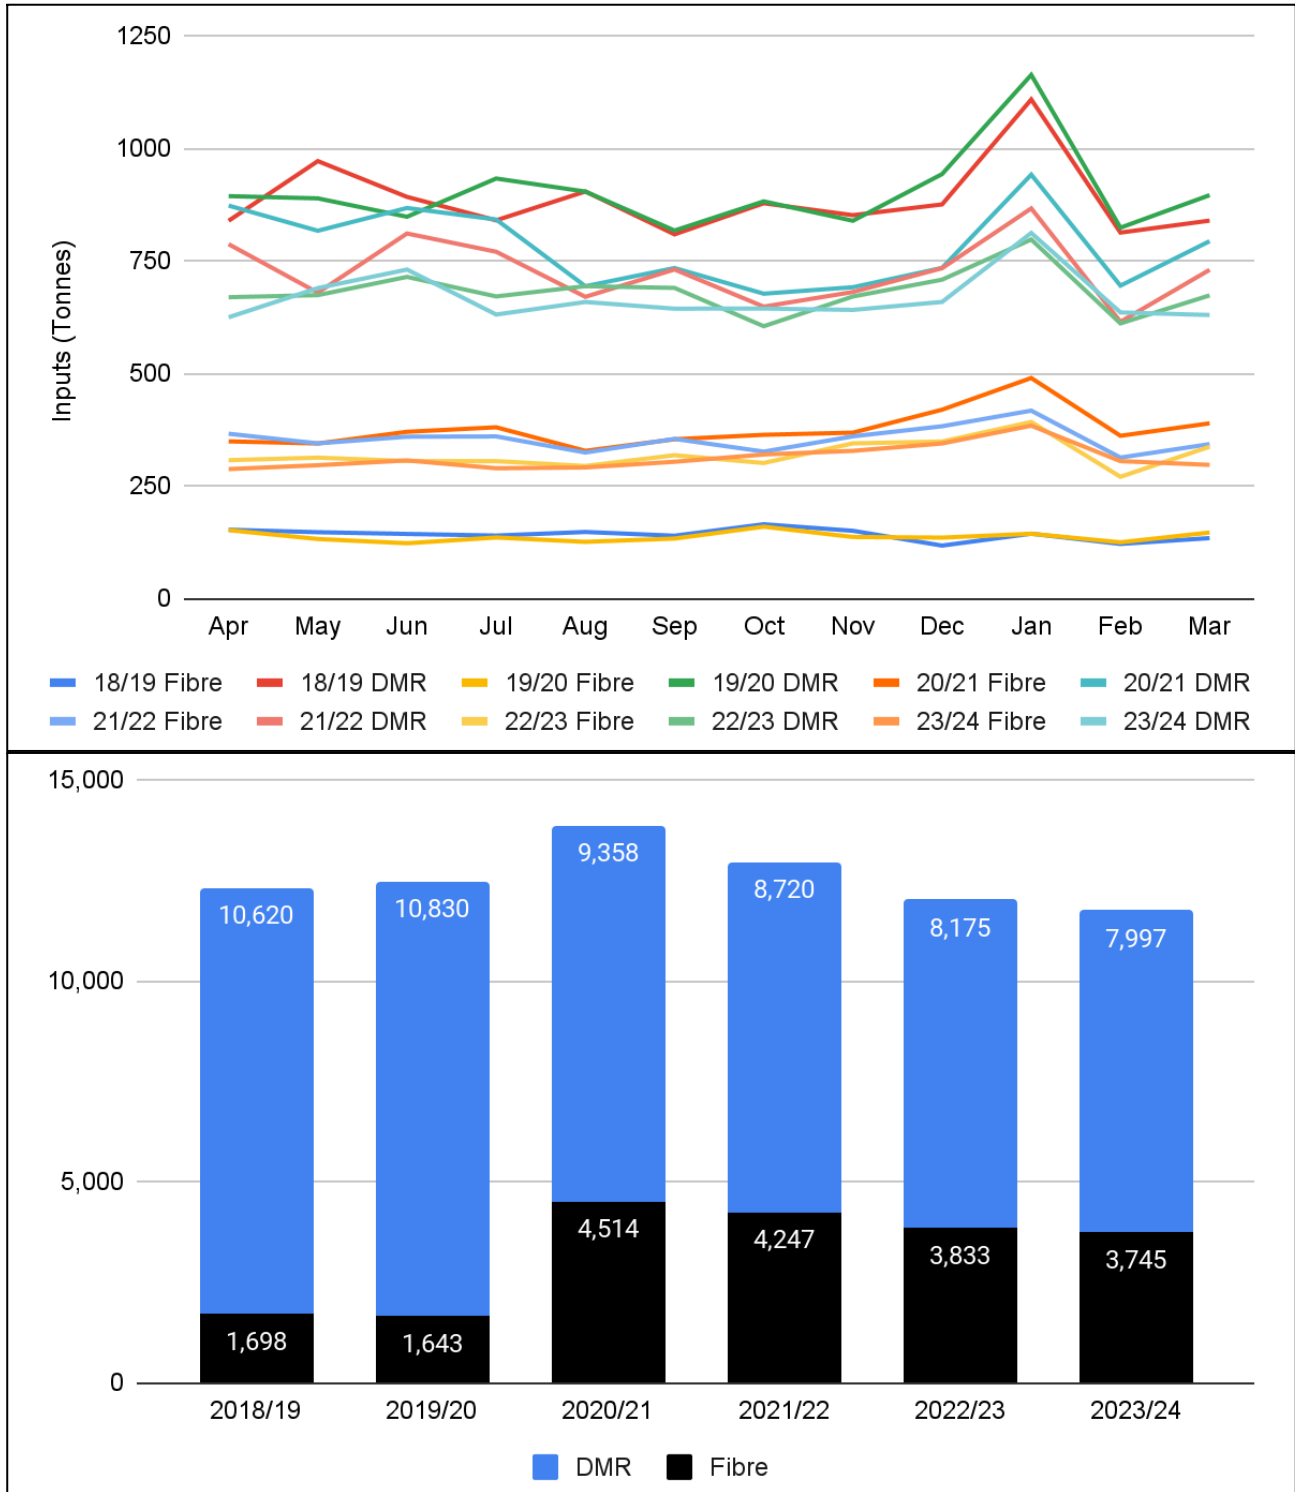 1250
1000
750
500
250
0
Inputs (Tonnes)
Apr May Jun Jul Aug Sep Oct Nov Dec Jan Feb Mar
18/19 Fibre 18/19 DMR 19/20 Fibre 19/20 DMR 20/21 Fibre 20/21 DMR
21/22 Fibre 21/22 DMR 22/23 Fibre 22/23 DMR 23/24 Fibre 23/24 DMR
15,000
10,000
5,000
0
10,620 10,830 9,358 8,720 8,175 7,997
1,698 1,643 4,514 4,247 3,833 3,745
2018/19 2019/20 2020/21 2021/22 2022/23 2023/24
DMR Fibre